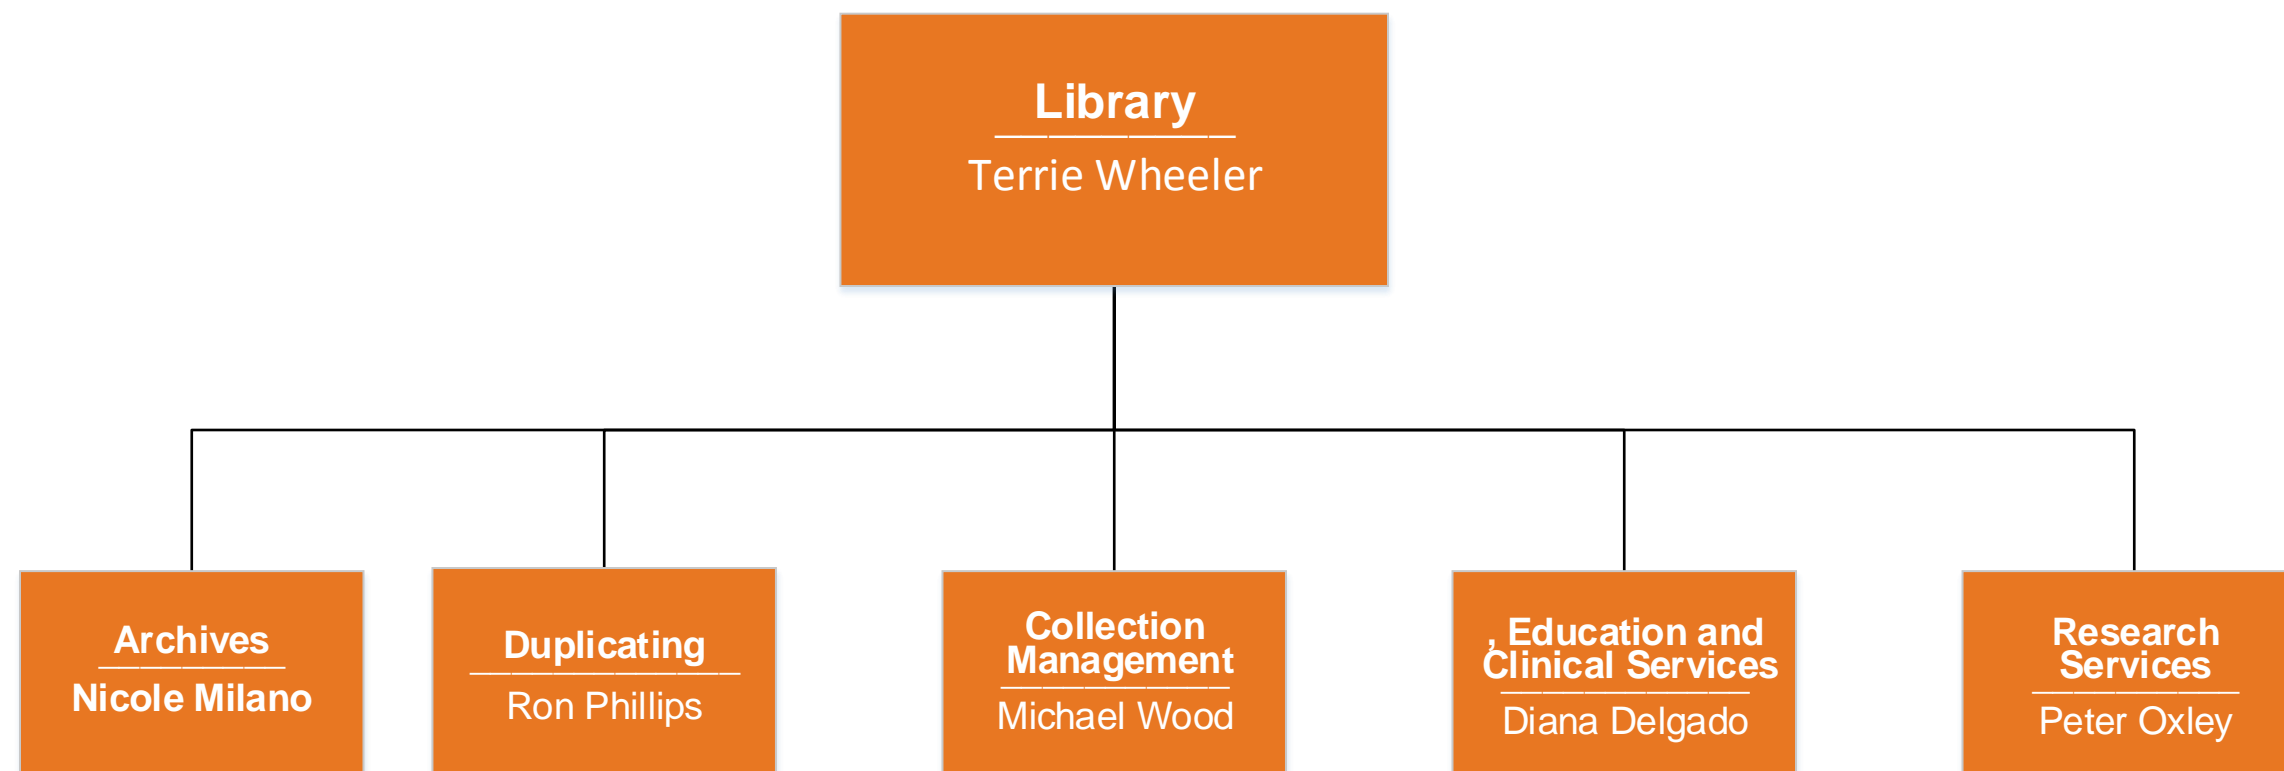 Library
Terrie Wheeler
Archives
Nicole Milano
Duplicating
Ron Phillips
Collection
Management
Michael Wood
, Education and
Clinical Services
Diana Delgado
Research
Services
Peter Oxley